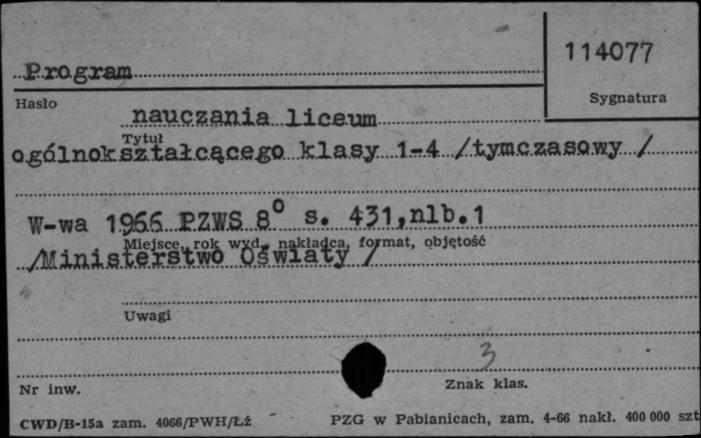 114077
Program
Hasło
Sygnatura
nauczania liceum
Tytuł
ogólnokształcącego klasy 1-4 /tymczasowy /
W-wa 1966 PZWS 8° s. 431,nlb.1
Miejsce, rok wyd., nakładca, format, objętość
/Ministerstwo Oświaty /
Uwagi
3
Nr inw.
Znak klas.
CWD/B-15a zam. 4066/PWH/Łż
PZG w Pabianicach, zam. 4-66 nakł. 400 000 szt